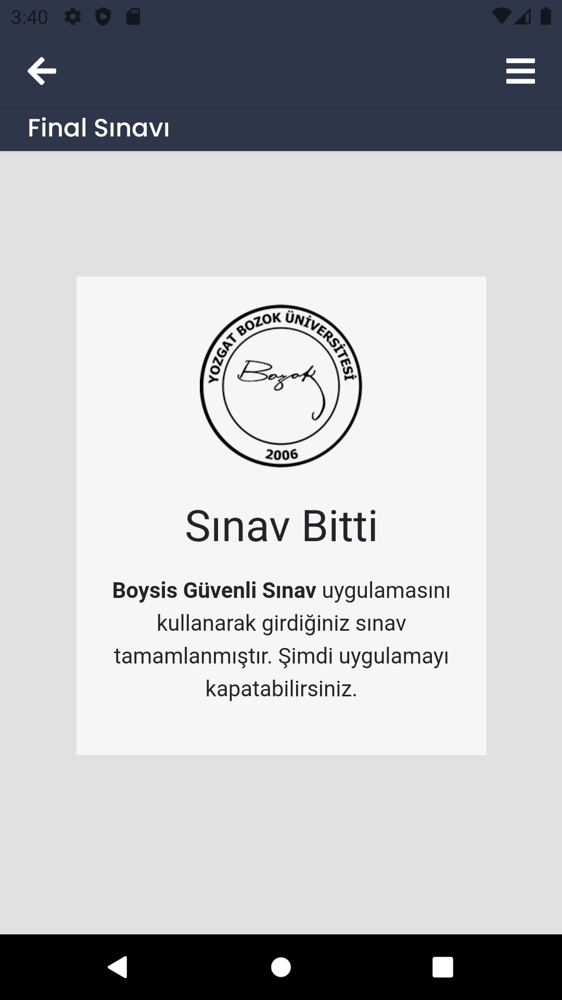 3:40
Final Sınavı
YOZGAT BOZOK ÜNİVERSİTESİ
Bozok
2006
Sınav Bitti
Boysis Güvenli Sınav uygulamasını
kullanarak girdiğiniz sınav
tamamlanmıştır. Şimdi uygulamayı
kapatabilirsiniz.